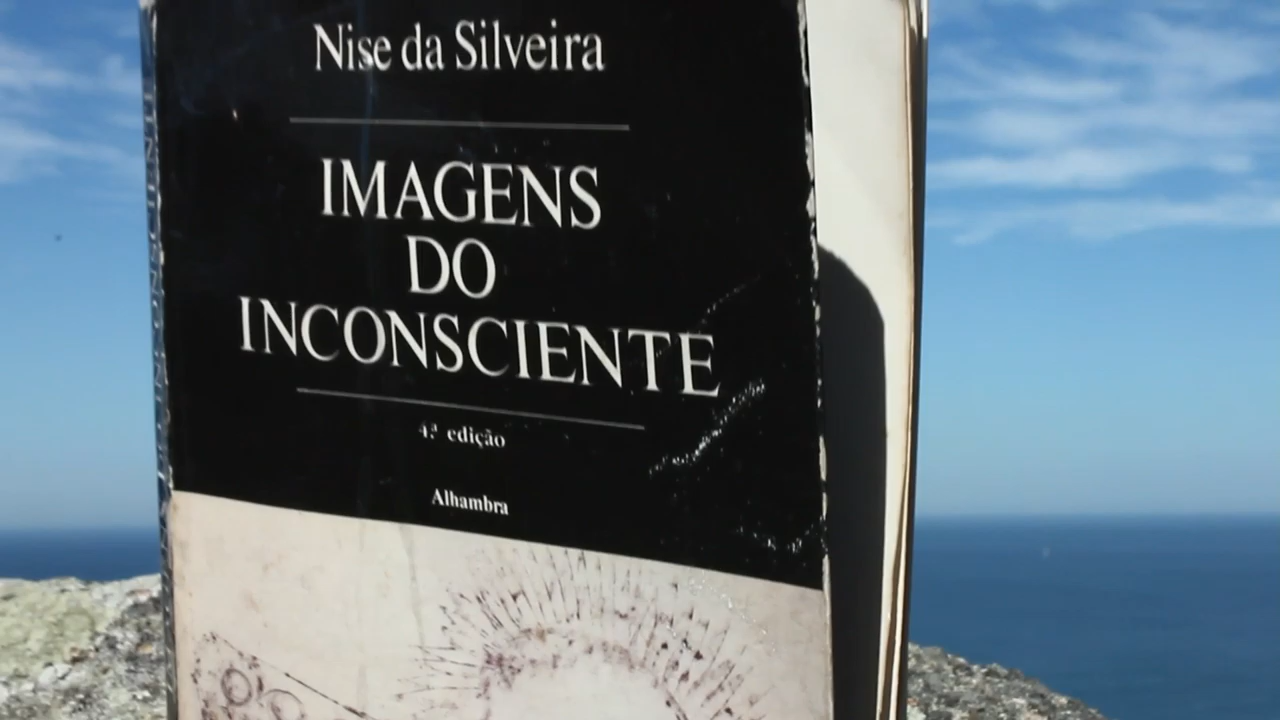 Nise da Silveira
IMAGENS
DO
INCONSCIENTE
4ª edição
Alhambra